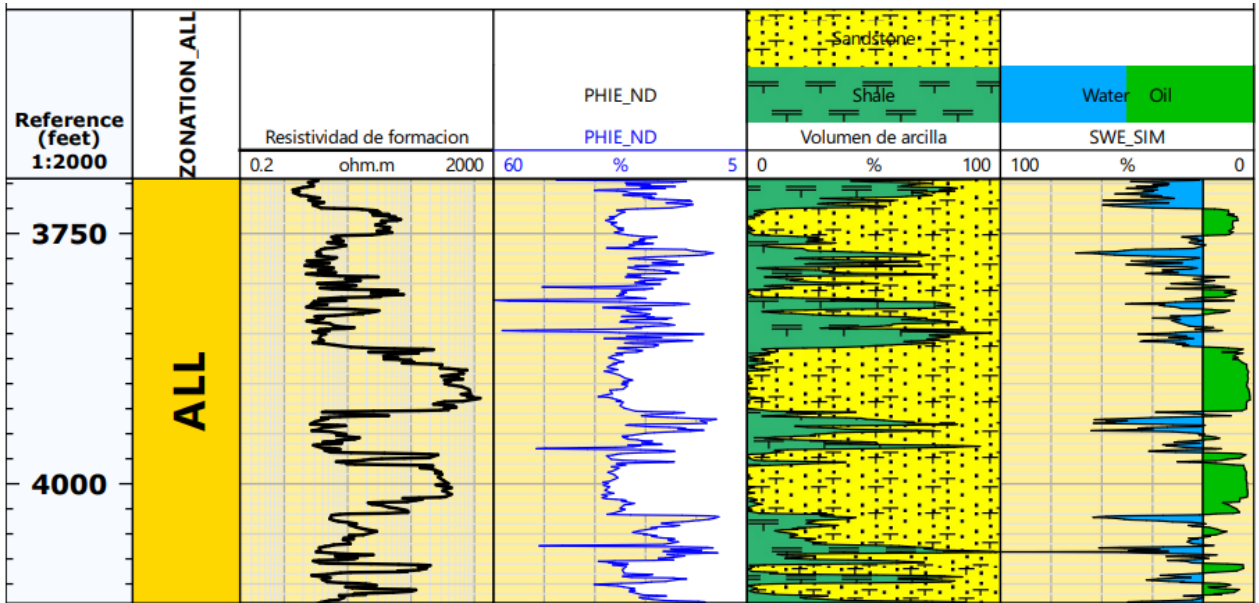 Reference
(feet)
1:2000
ZONATION_ALL
Resistividad de formacion
0.2 ohm.m 2000
PHIE_ND
PHIE_ND
60 % 5
Sandstone
Shale
Volumen de arcilla
0 % 100
Water Oil
SWE_SIM
100 % 0
3750
4000
ALL